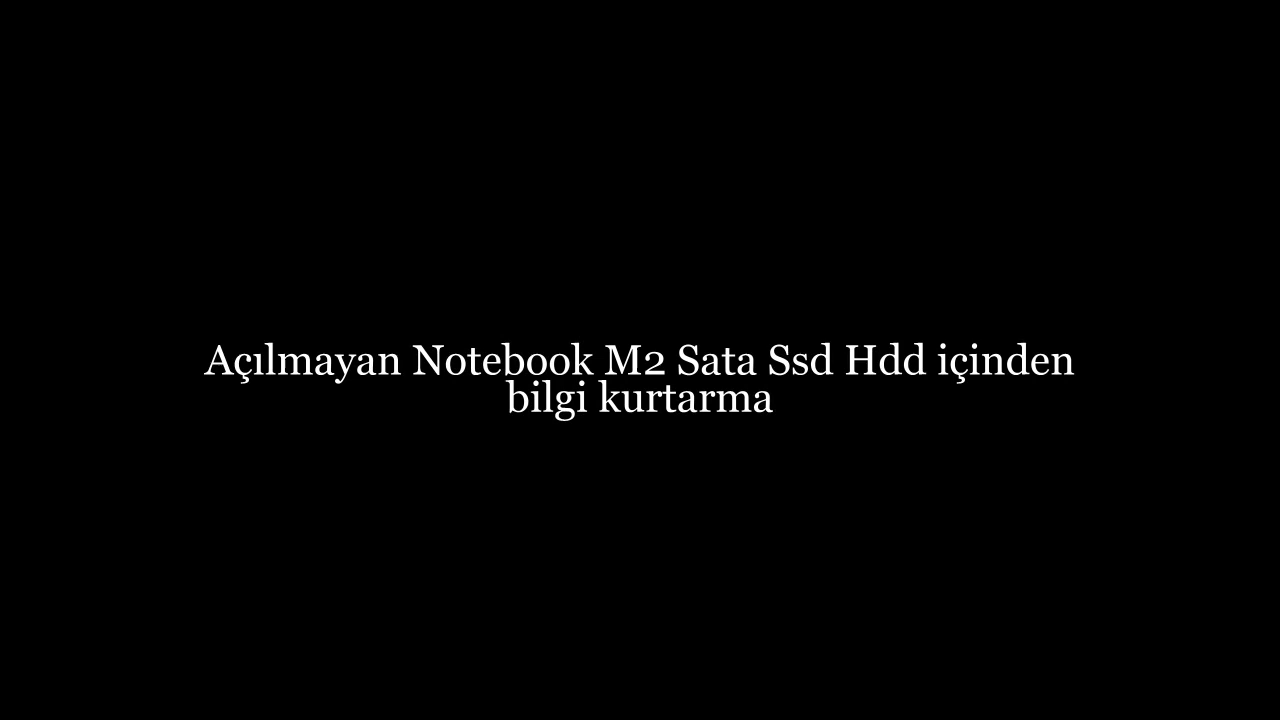 Açılmayan Notebook M2 Sata Ssd Hdd içinden
bilgi kurtarma